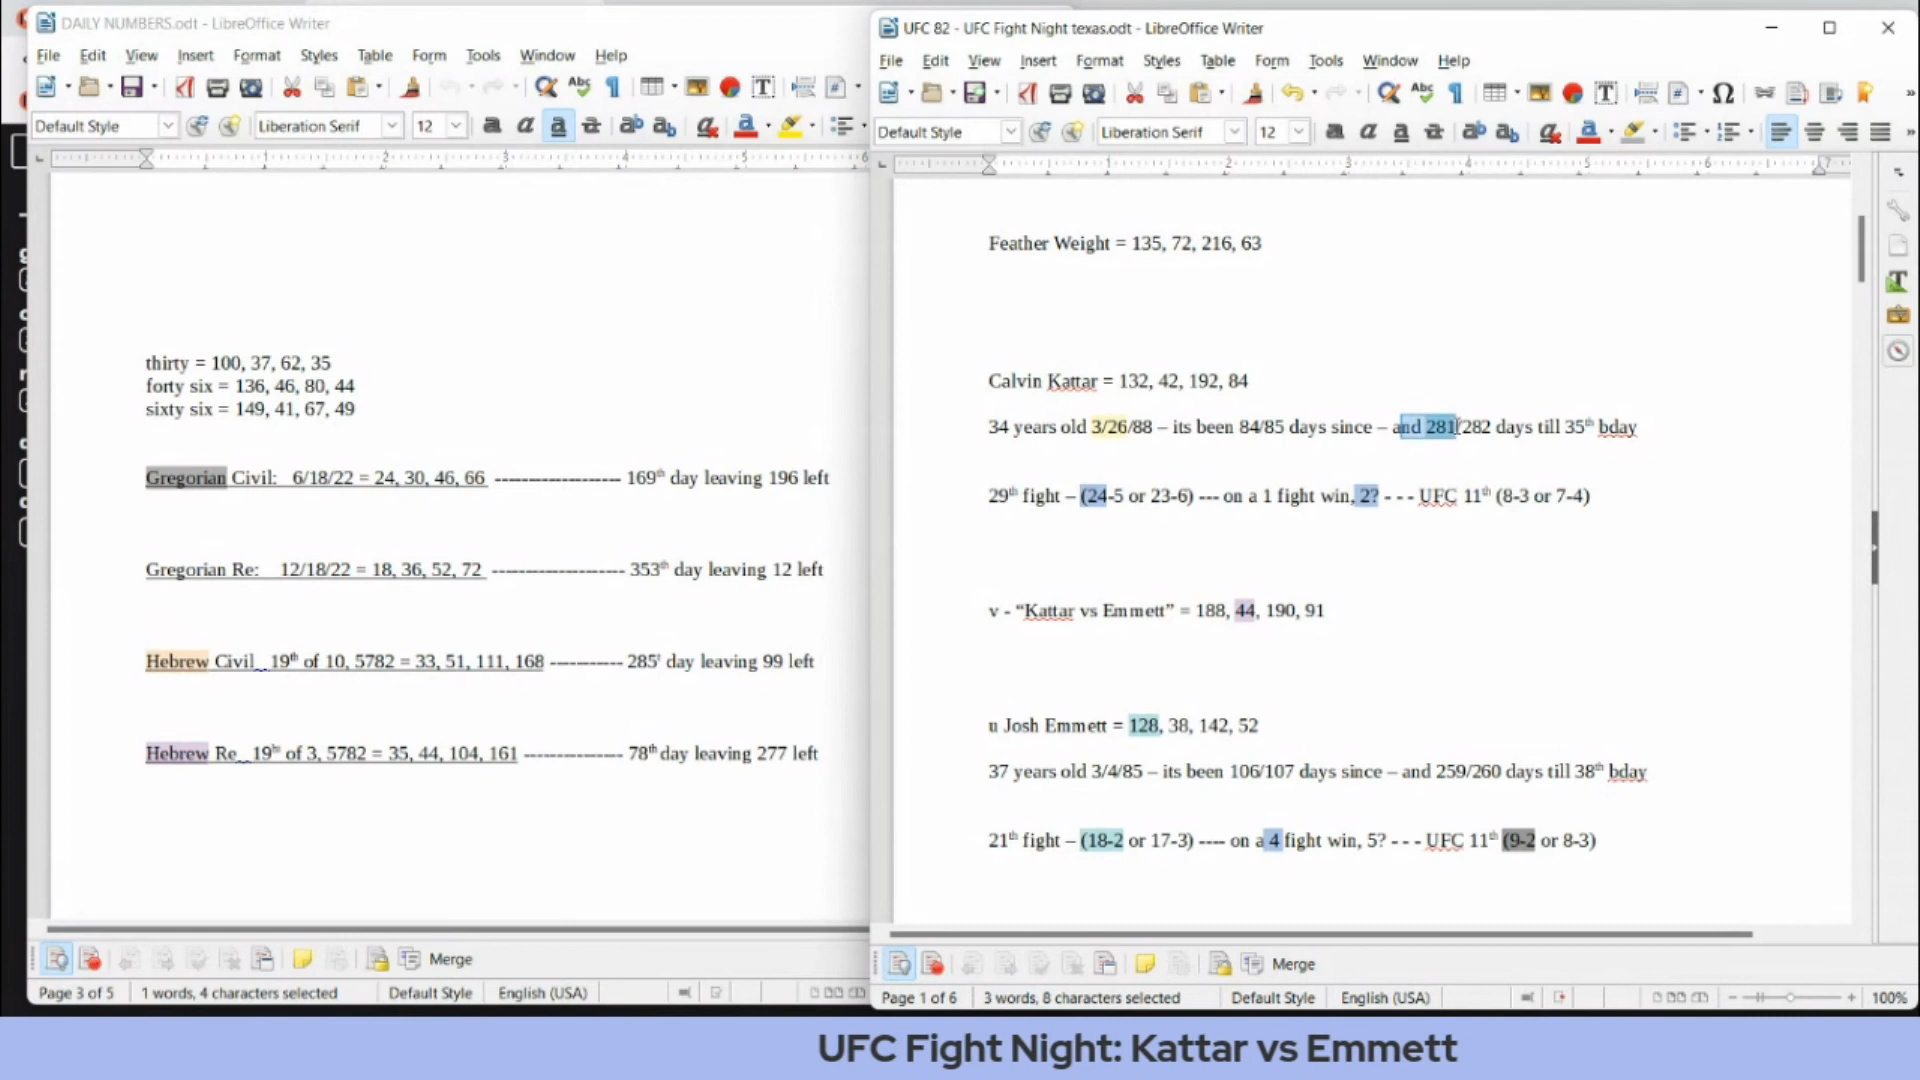 DAILY NUMBERS.odt - LibreOffice Writer
File Edit View Insert Format Styles Table Form Tools Window Help
Default Style Liberation Serif 12
thirty = 100, 37, 62, 35
forty six = 136, 46, 80, 44
sixty six = 149, 41, 67, 49
Gregorian Civil: 6/18/22 = 24, 30, 46, 66 -------------------- 169th day leaving 196 left
Gregorian Re: 12/18/22 = 18, 36, 52, 72 --------------------- 353th day leaving 12 left
Hebrew Civil 19th of 10, 5782 = 33, 51, 111, 168 ----------- 285t day leaving 99 left
Hebrew Re 19th of 3, 5782 = 35, 44, 104, 161 --------------- 78th day leaving 277 left
Merge
Page 3 of 5 1 words, 4 characters selected Default Style English (USA)
UFC 82 - UFC Fight Night texas.odt - LibreOffice Writer
File Edit View Insert Format Styles Table Form Tools Window Help
Default Style Liberation Serif 12
Feather Weight = 135, 72, 216, 63
Calvin Kattar = 132, 42, 192, 84
34 years old 3/26/88 – its been 84/85 days since – and 281/282 days till 35th bday
29th fight – (24-5 or 23-6) --- on a 1 fight win, 2? - - - UFC 11th (8-3 or 7-4)
v - “Kattar vs Emmett” = 188, 44, 190, 91
u Josh Emmett = 128, 38, 142, 52
37 years old 3/4/85 – its been 106/107 days since – and 259/260 days till 38th bday
21th fight – (18-2 or 17-3) ---- on a 4 fight win, 5? - - - UFC 11th (9-2 or 8-3)
Merge
Page 1 of 6 3 words, 8 characters selected Default Style English (USA) 100%
UFC Fight Night: Kattar vs Emmett